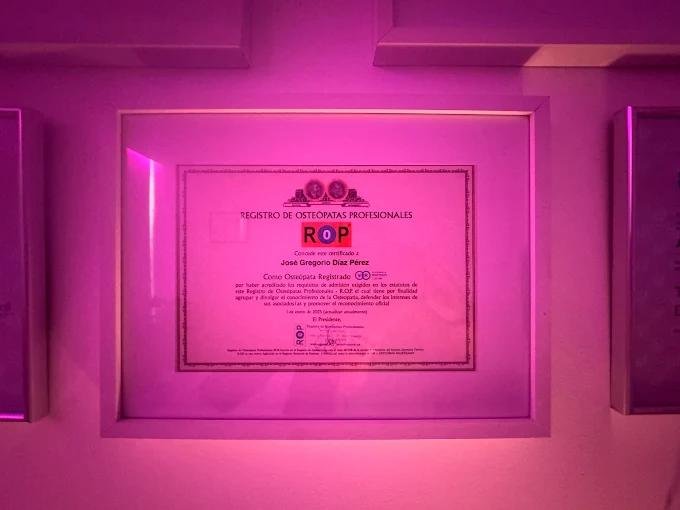 REGISTRO DE OSTEÓPATAS PROFESIONALES
ROP
Concede este certificado a
José Gregorio Díaz Pérez
Como Osteópata Registrado
por haber acreditado los requisitos de admisión exigidos en los estatutos de
este Registro de Osteópatas Profesionales - R.O.P. el cual tiene por finalidad
agrupar y divulgar el conocimiento de la Osteopatía, defender los intereses de
sus asociados/as y promover el reconocimiento oficial
El Presidente,
ROP